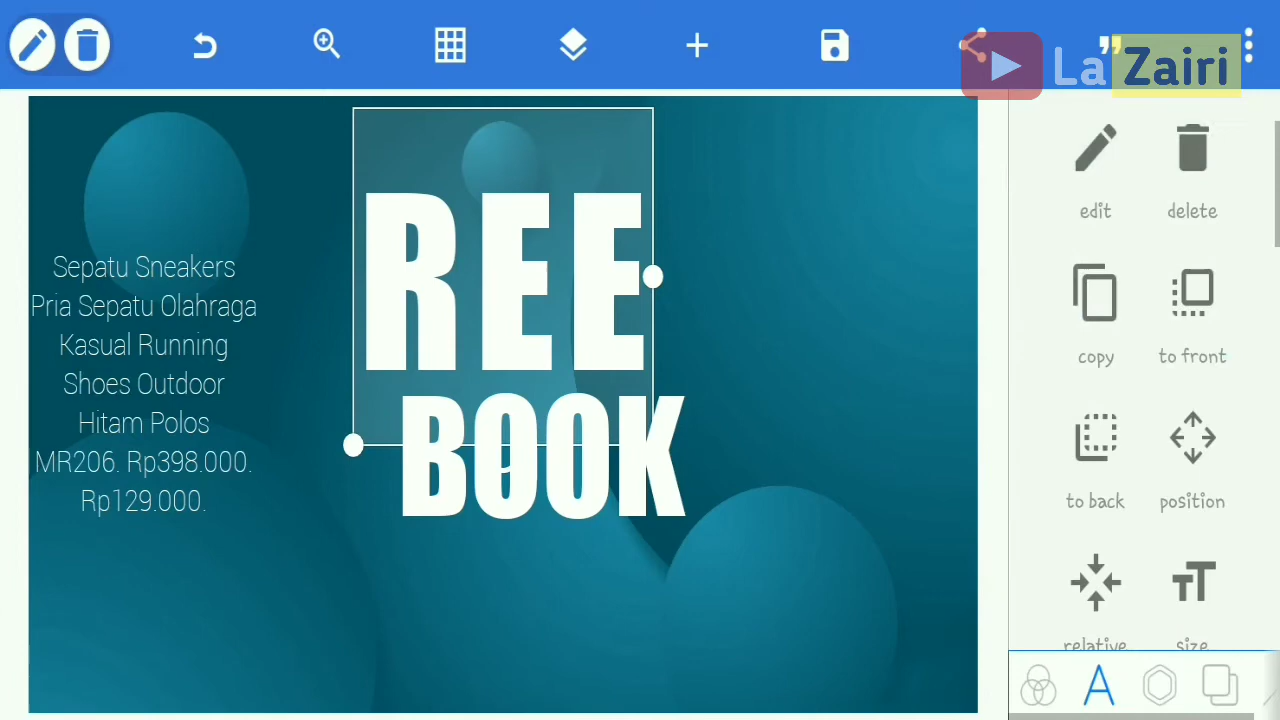 La Zairi
REE
BOOK
Sepatu Sneakers
Pria Sepatu Olahraga
Kasual Running
Shoes Outdoor
Hitam Polos
MR206. Rp398.000.
Rp129.000.
edit
delete
copy
to front
to back
position
relative
size
A